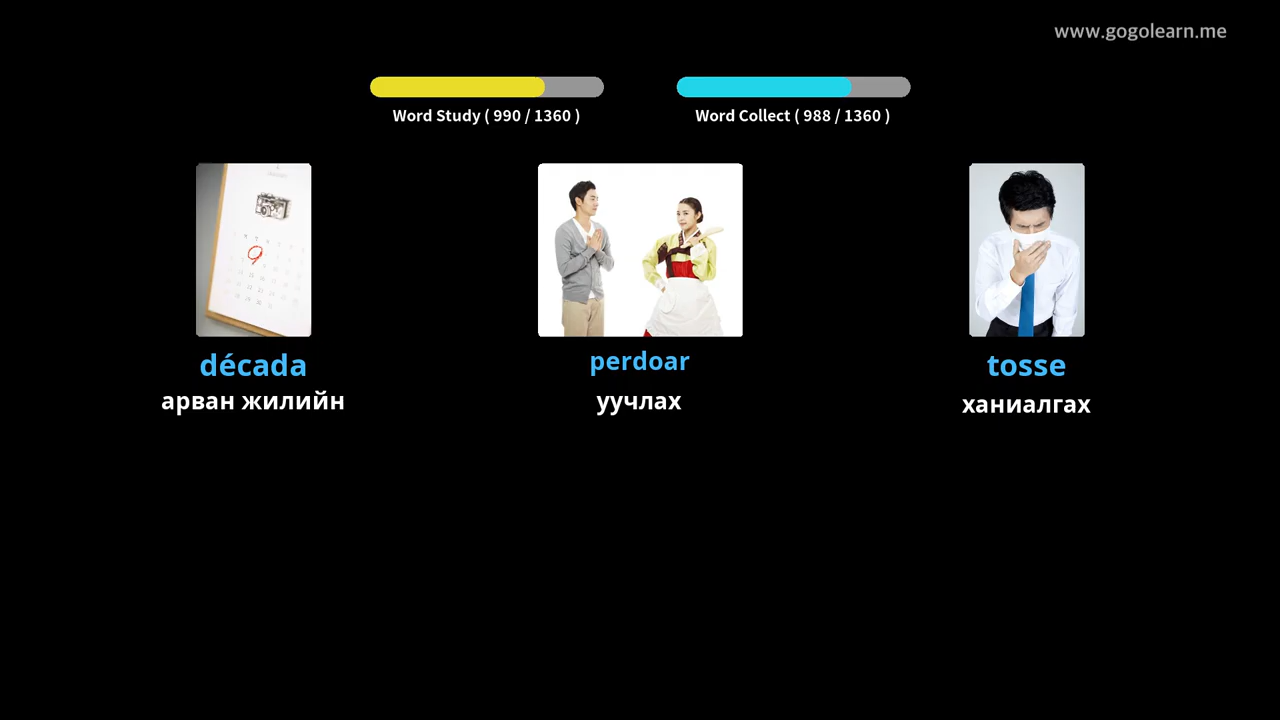 www.gogolearn.me
Word Study ( 990 / 1360 )
Word Collect ( 988 / 1360 )
década
perdoar
tosse
арван жилийн
уучлах
ханиалгах